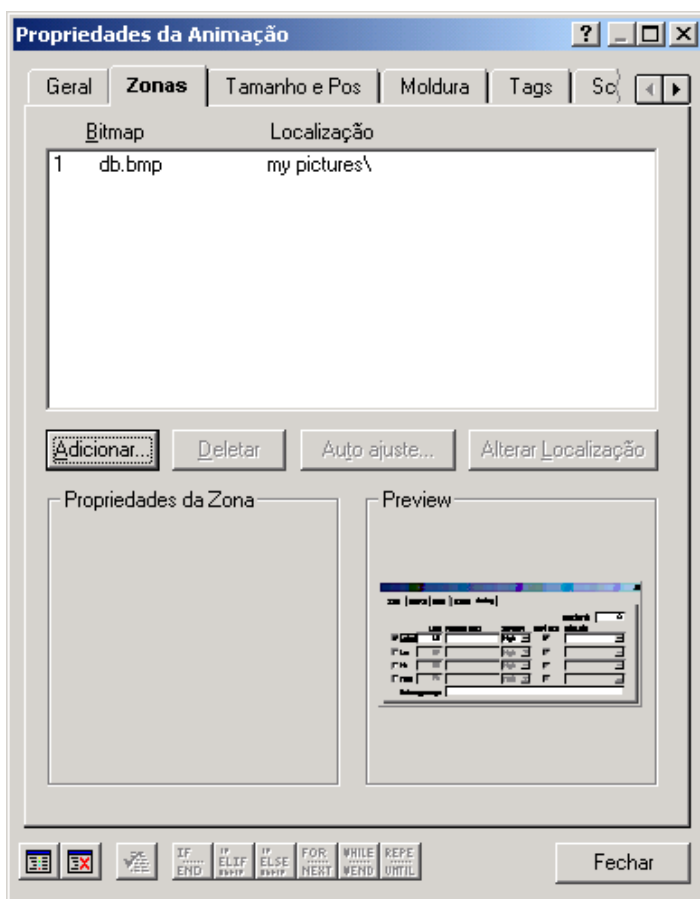 Propriedades da Animação
Geral Zonas Tamanho e Pos Moldura Tags Sc
Bitmap Localização
1 db.bmp my pictures\
Adicionar... Deletar Auto ajuste... Alterar Localização
Propriedades da Zona Preview
IF END IF ELIF ELSE FOR NEXT WHILE WEND REPE UNTIL
Fechar